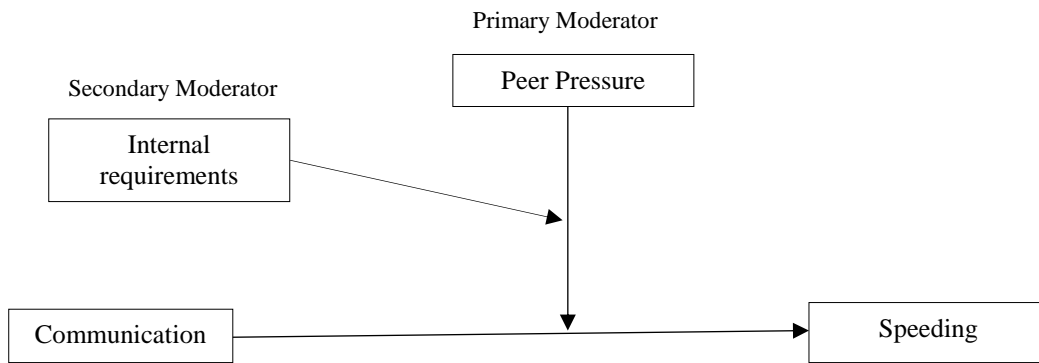 Primary Moderator
Peer Pressure
Secondary Moderator
Internal
requirements
Communication
Speeding